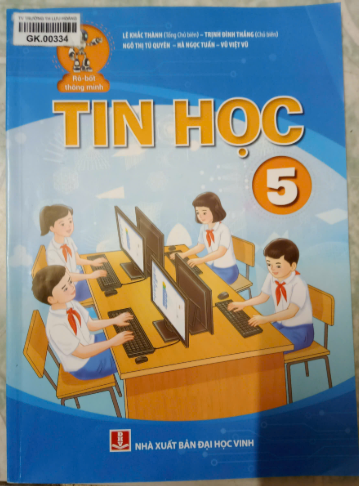 GK.00334
LÊ KHẮC THÀNH (Tổng Chủ biên) – TRỊNH ĐÌNH THẮNG (Chủ biên)
NGÔ THỊ TÚ QUYÊN – HÀ NGỌC TUẤN – VŨ VIỆT VŨ
Rô-bốt
thông minh
TIN HỌC
5
NHÀ XUẤT BẢN ĐẠI HỌC VINH